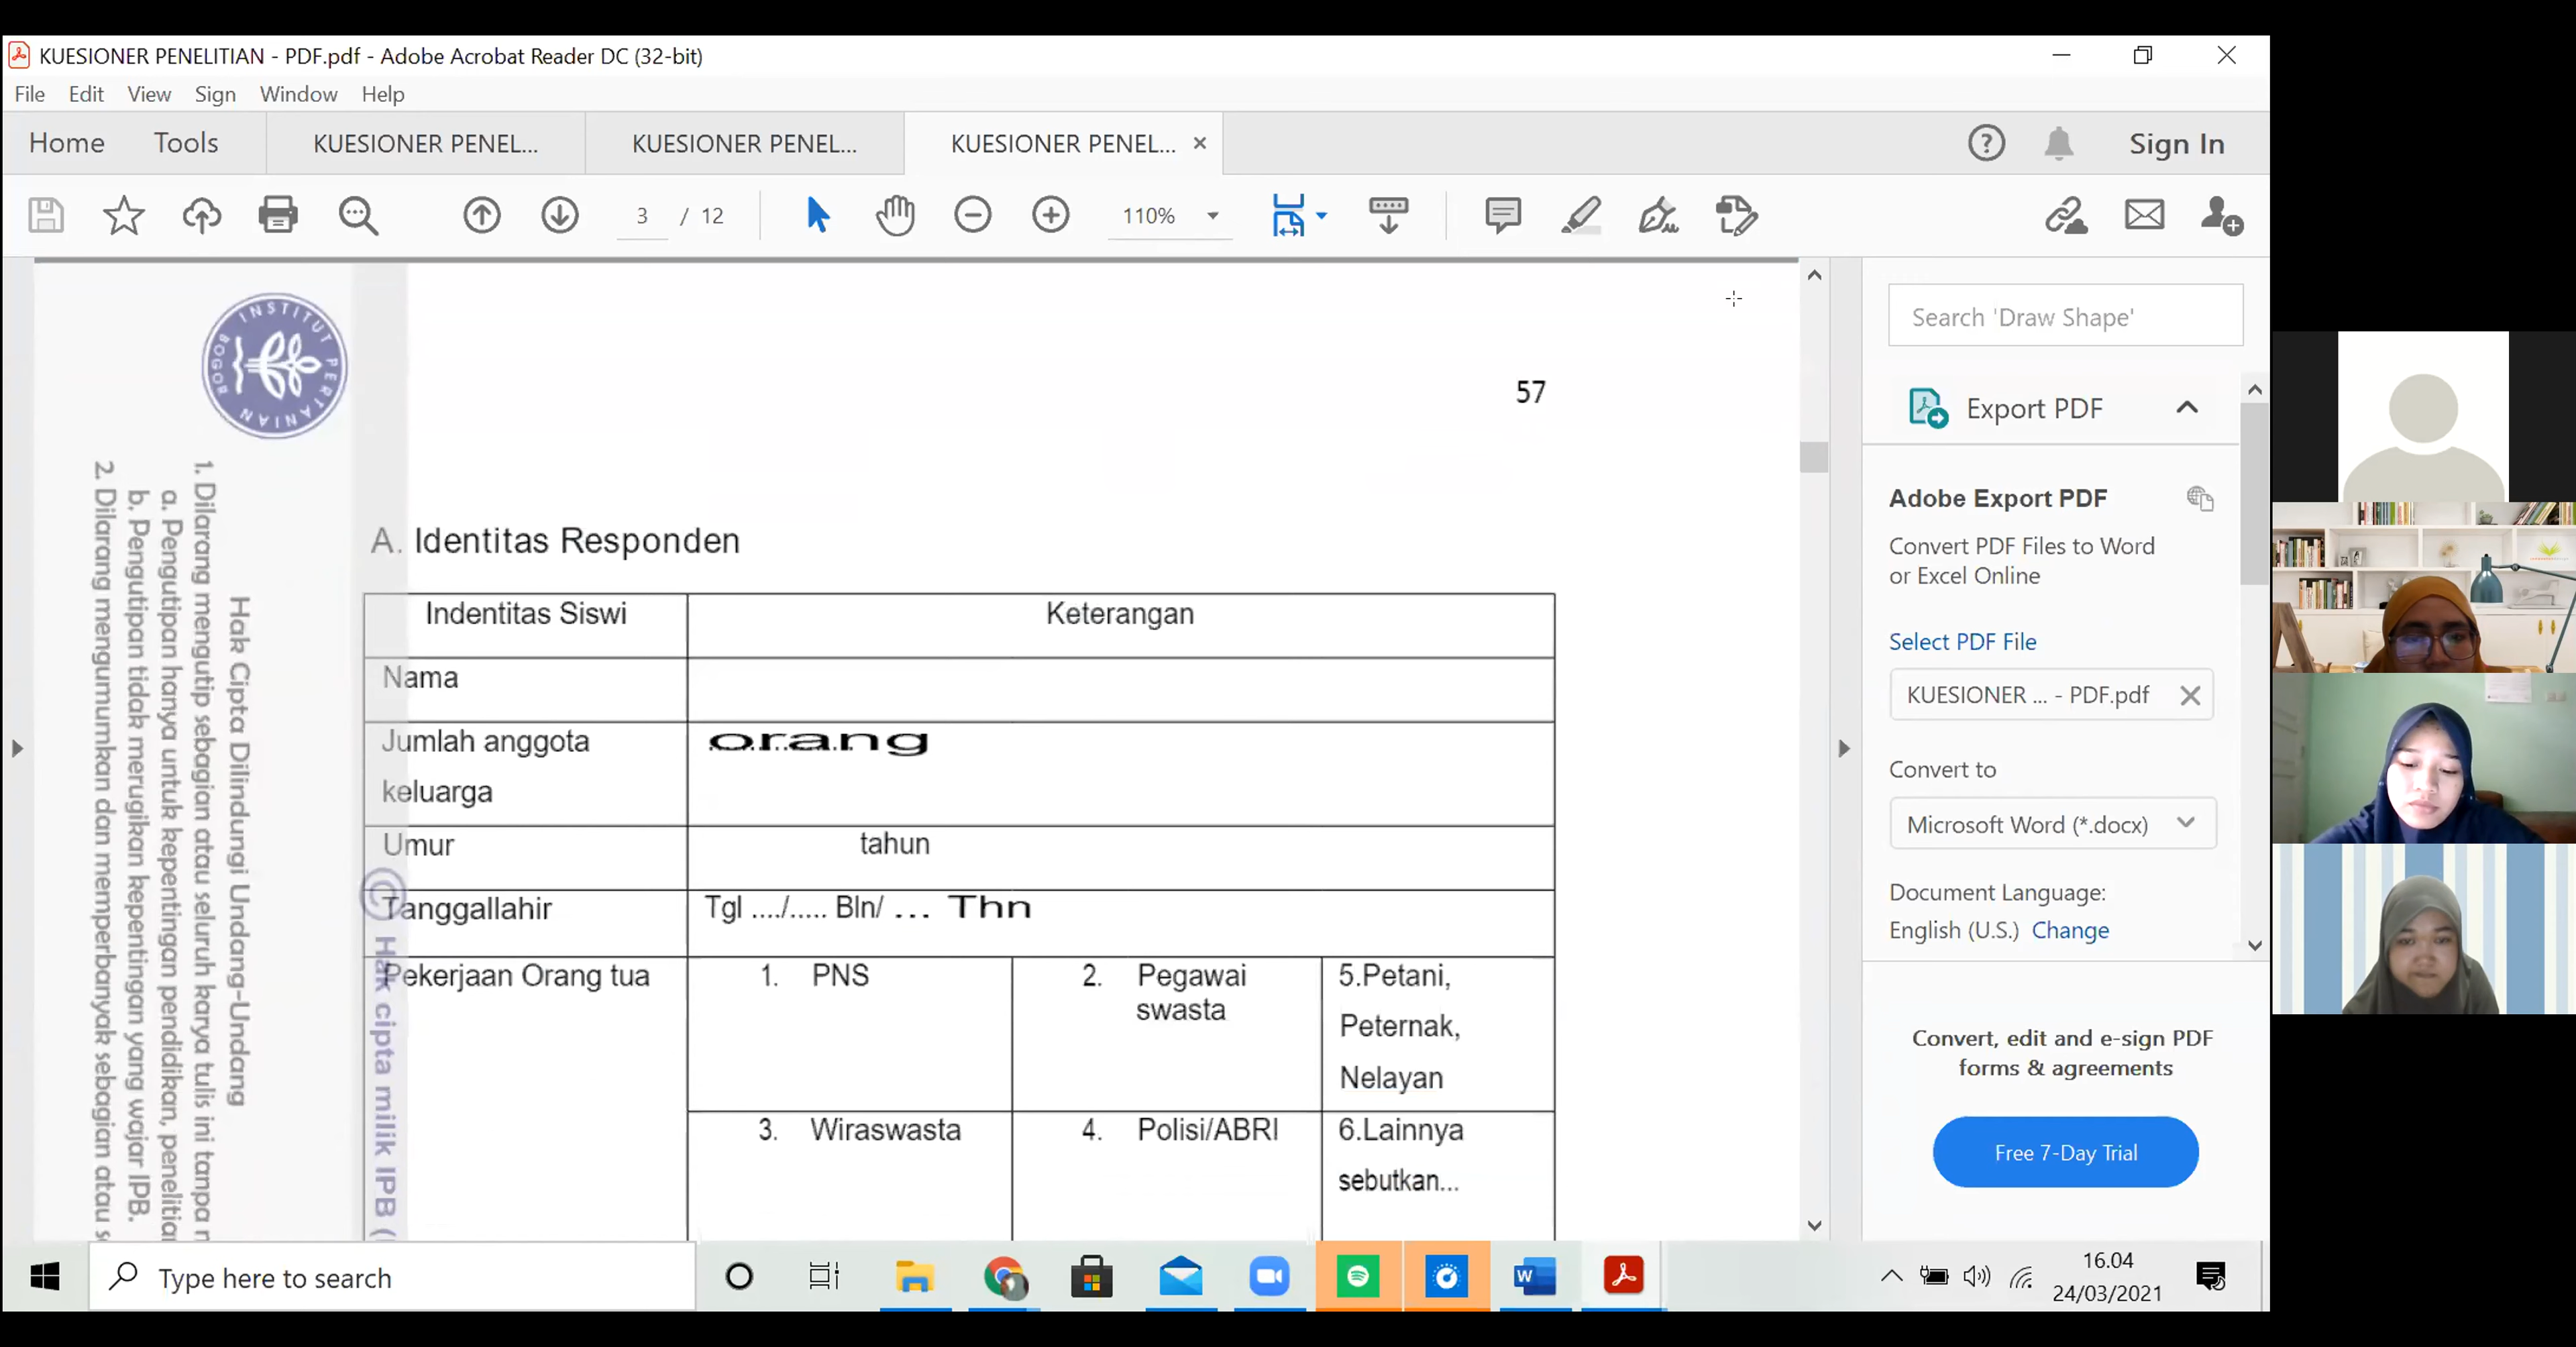 KUESIONER PENELITIAN - PDF.pdf - Adobe Acrobat Reader DC (32-bit)
File Edit View Sign Window Help
Home Tools KUESIONER PENEL... KUESIONER PENEL... KUESIONER PENEL... Sign In
3 / 12 110%
INSTITUT PERTANIAN BOGOR
Hak Cipta Dilindungi Undang-Undang
1. Dilarang mengutip sebagian atau seluruh karya tulis ini tanpa
a. Pengutipan hanya untuk kepentingan pendidikan,
b. Pengutipan tidak merugikan kepentingan yang wajar IPB.
2. Dilarang mengumumkan dan memperbanyak sebagian atau
© Hak cipta milik IPB (
57
A. Identitas Responden
Indentitas Siswi Keterangan
Nama
Jumlah anggota orang
keluarga
Umur tahun
Tanggallahir Tgl ..../..... Bln/ ... Thn
Pekerjaan Orang tua 1. PNS 2. Pegawai swasta 5.Petani,
Peternak,
Nelayan
3. Wiraswasta 4. Polisi/ABRI 6.Lainnya
sebutkan...
Search 'Draw Shape'
Export PDF
Adobe Export PDF
Convert PDF Files to Word
or Excel Online
Select PDF File
KUESIONER ... - PDF.pdf
Convert to
Microsoft Word (*.docx)
Document Language:
English (U.S.) Change
Convert, edit and e-sign PDF
forms & agreements
Free 7-Day Trial
Type here to search
16.04
24/03/2021